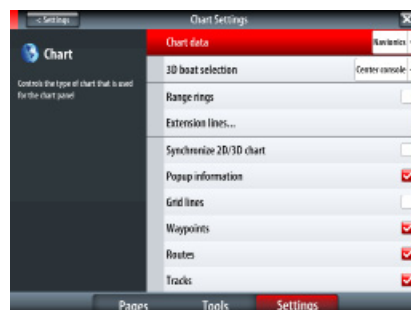 < Settings
Chart Settings
Chart
Controls the type of chart that is used
for the chart panel
Chart data
Navionics
3D boat selection
Center console
Range rings
Extension lines...
Synchronize 2D/3D chart
Popup information
Grid lines
Waypoints
Routes
Tracks
Pages
Tools
Settings